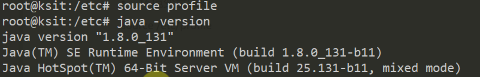 root@ksit:/etc# source profile
root@ksit:/etc# java -version
java version "1.8.0_131"
Java(TM) SE Runtime Environment (build 1.8.0_131-b11)
Java HotSpot(TM) 64-Bit Server VM (build 25.131-b11, mixed mode)